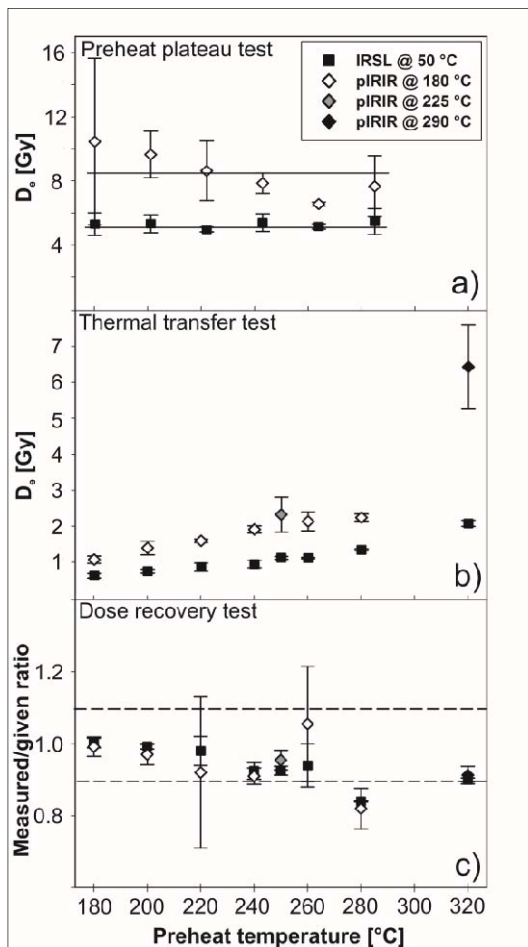 Preheat plateau test
IRSL @ 50 °C
pIRIR @ 180 °C
pIRIR @ 225 °C
pIRIR @ 290 °C
16
12
8
4
Dₑ [Gy]
a)
Thermal transfer test
7
6
5
4
3
2
1
Dₑ [Gy]
b)
Dose recovery test
1.2
1.0
0.8
Measured/given ratio
c)
180 200 220 240 260 280 300 320
Preheat temperature [°C]